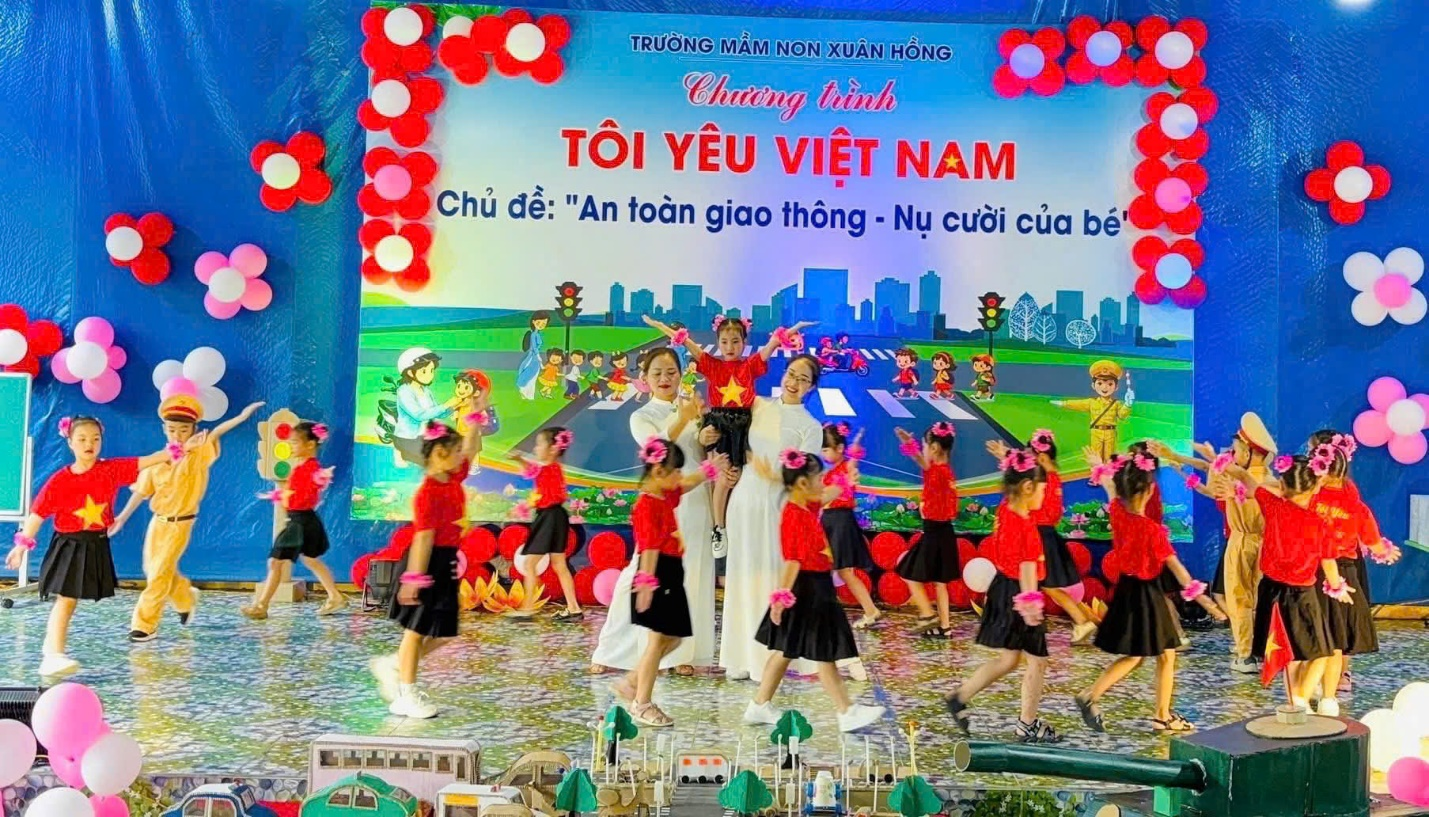 TRƯỜNG MẦM NON XUÂN HỒNG
Chương trình
TÔI YÊU VIỆT NAM
Chủ đề: "An toàn giao thông - Nụ cười của bé"